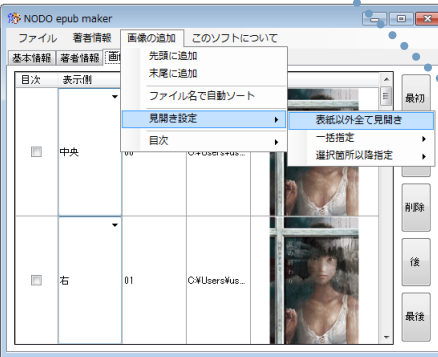 NODO epub maker
ファイル 著者情報 画像の追加 このソフトについて
基本情報 著者情報
先頭に追加
末尾に追加
ファイル名で自動ソート
見開き設定
目次
表紙以外全て見開き
一括指定
選択箇所以降指定
目次 表示側
中央 00 C:¥Users¥us...
右 01 C:¥Users¥us...
最初
削除
後
最後